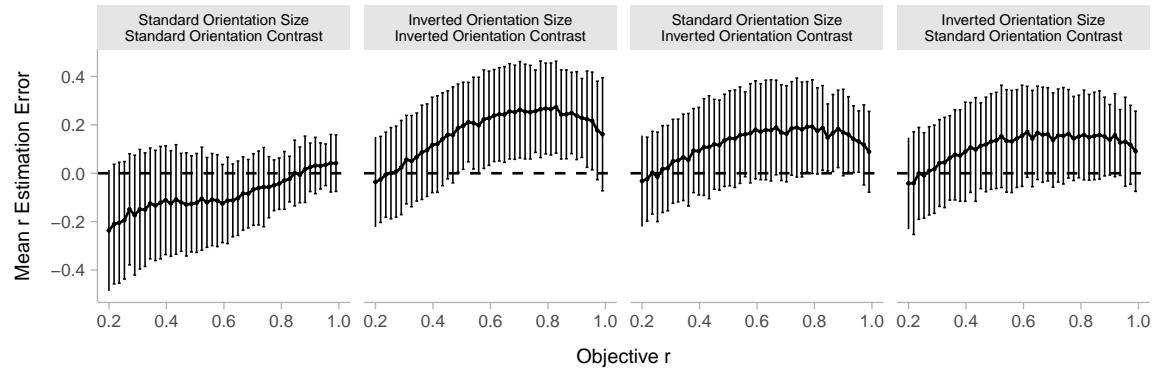 Standard Orientation Size
Standard Orientation Contrast
Inverted Orientation Size
Inverted Orientation Contrast
Standard Orientation Size
Inverted Orientation Contrast
Inverted Orientation Size
Standard Orientation Contrast
Mean r Estimation Error
0.4
0.2
0.0
−0.2
−0.4
0.2 0.4 0.6 0.8 1.0
0.2 0.4 0.6 0.8 1.0
0.2 0.4 0.6 0.8 1.0
0.2 0.4 0.6 0.8 1.0
Objective r